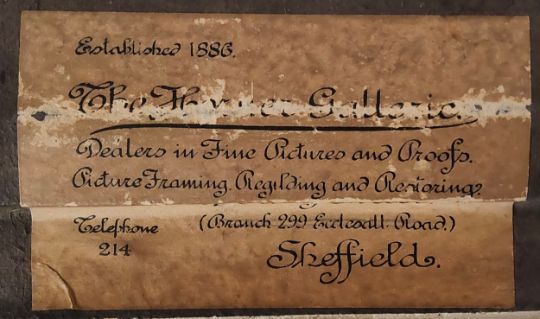 Established 1886.
The Galleries
Dealers in Fine Pictures and Proofs.
Picture Framing, Regilding and Restoring.
Telephone (Branch 299 Ecclesall Road.)
214 Sheffield.